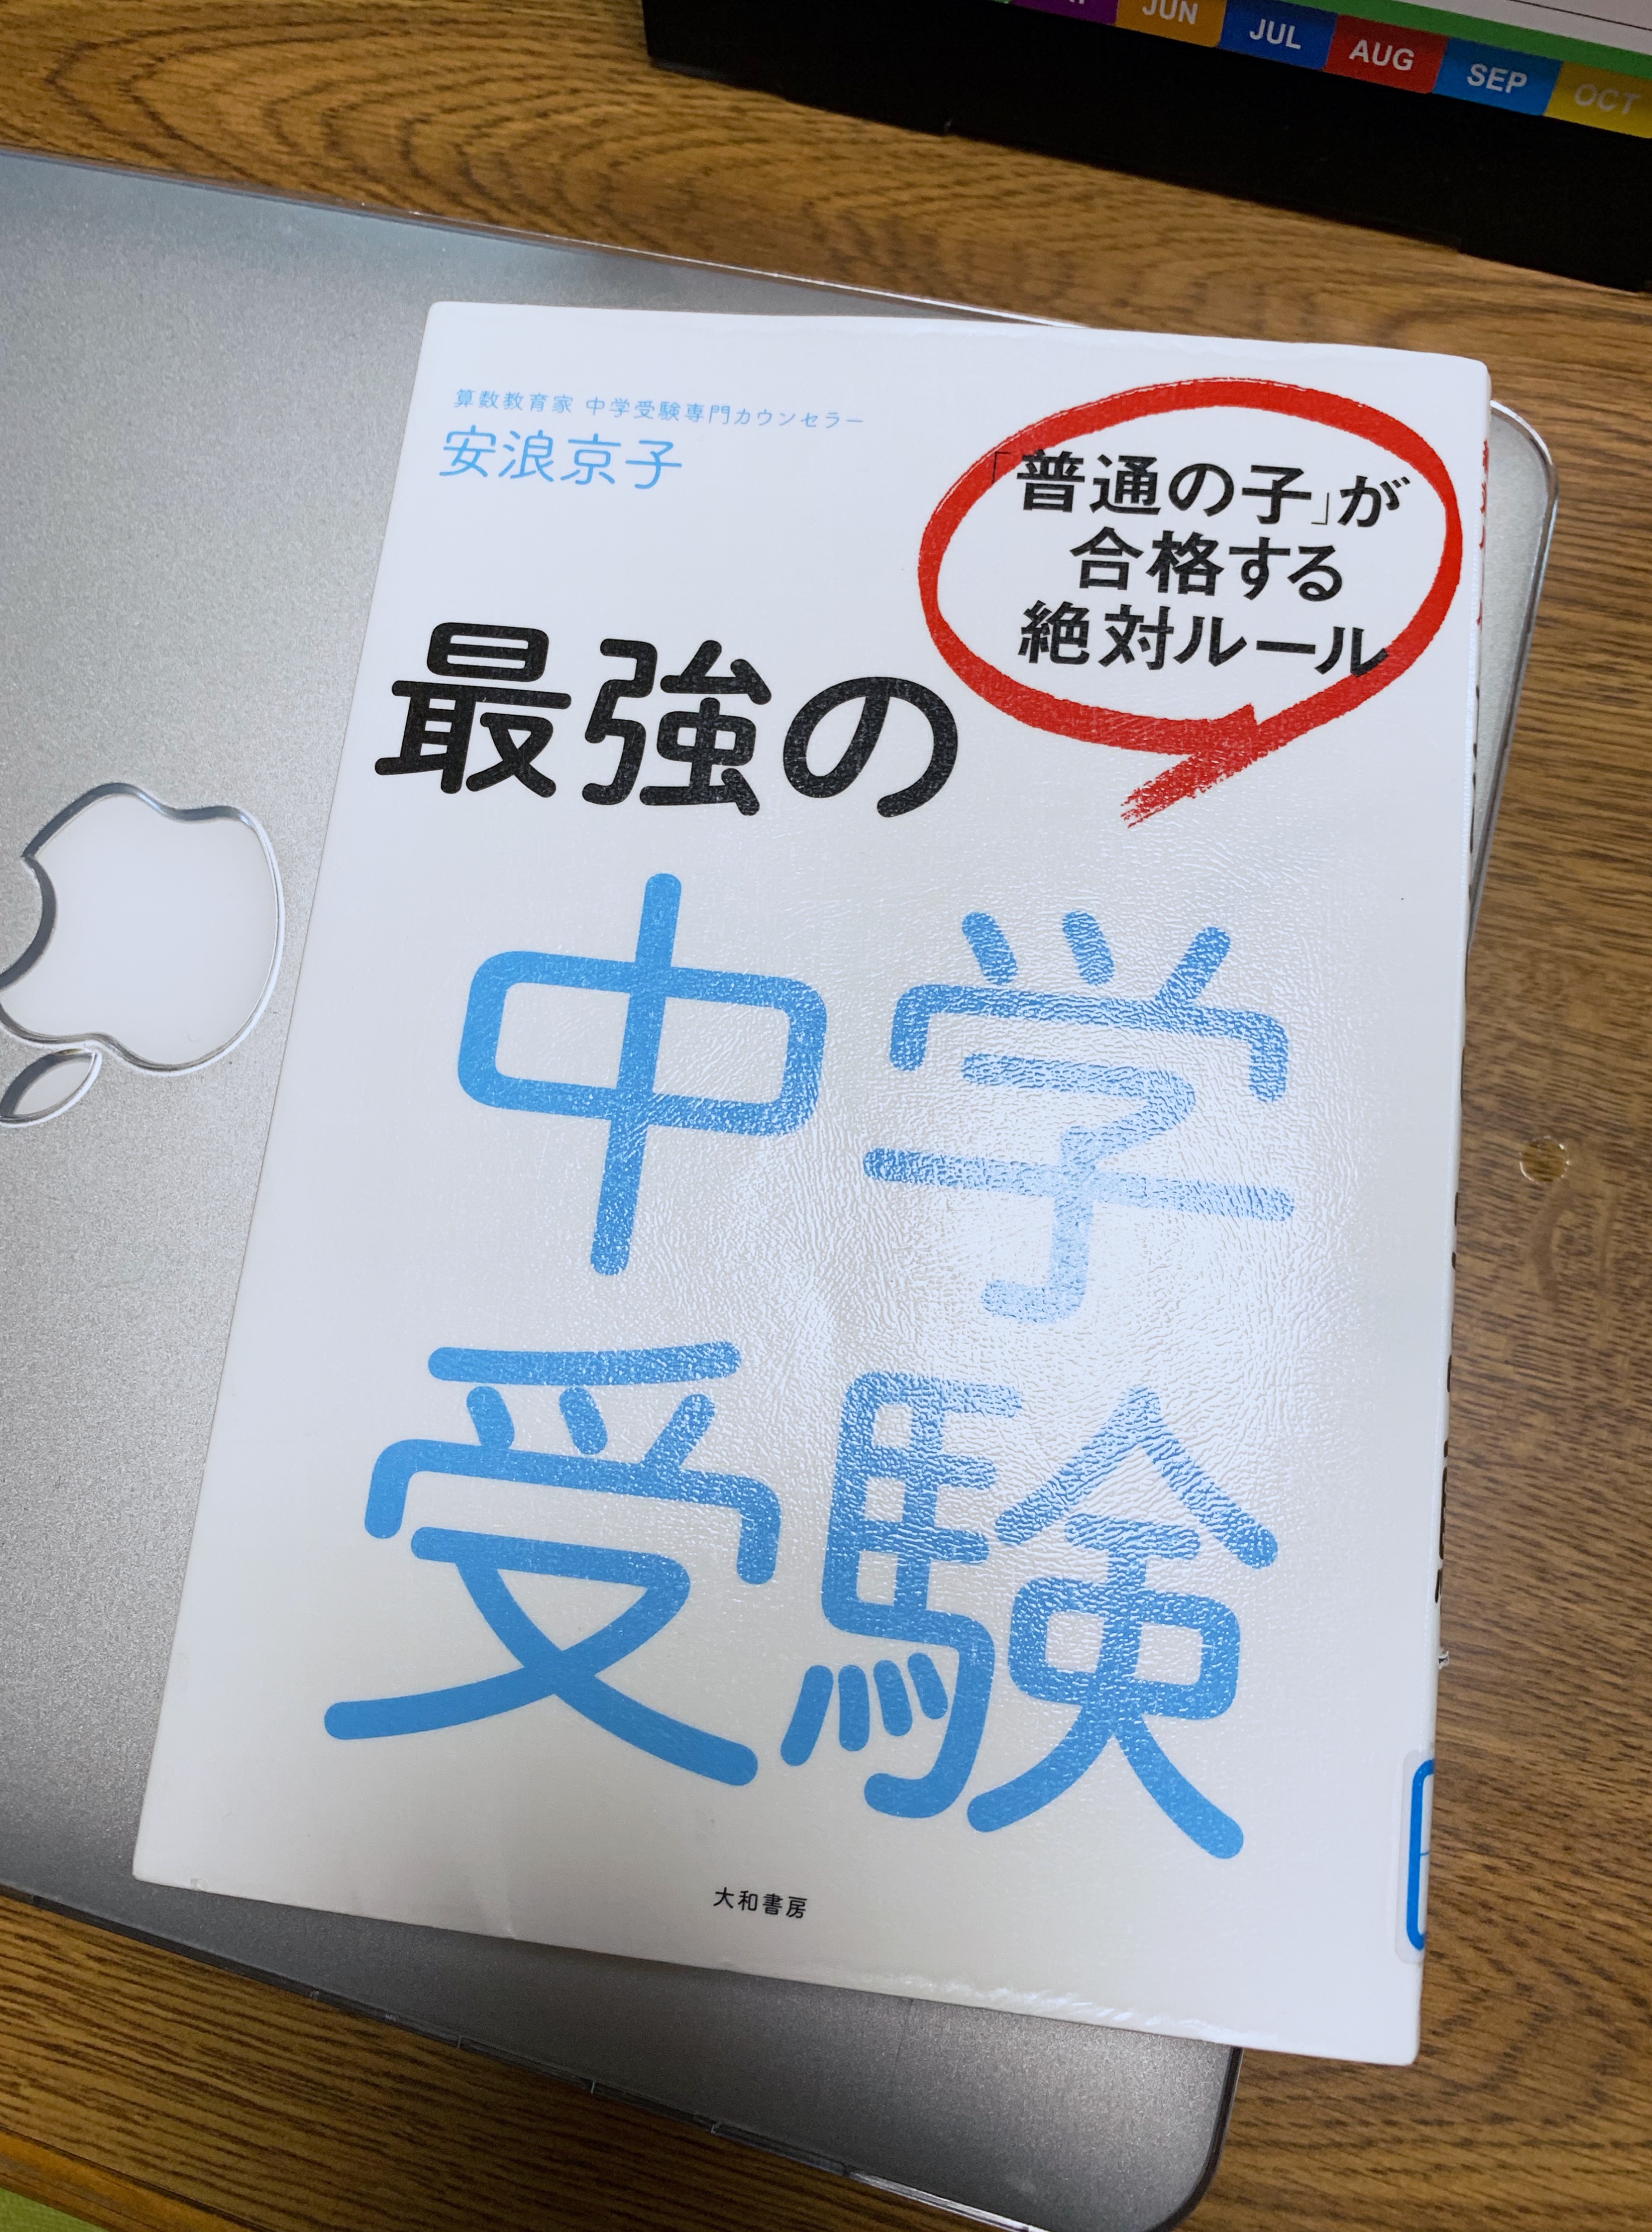 JUN
JUL
AUG
SEP
OCT
算数教育家 中学受験専門カウンセラー
安浪京子
「普通の子」が
合格する
絶対ルール
最強の
中学
受験
大和書房